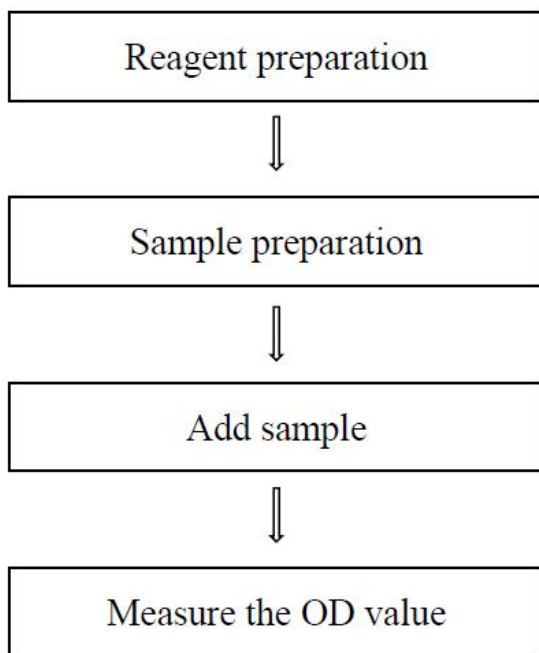 Reagent preparation
Sample preparation
Add sample
Measure the OD value